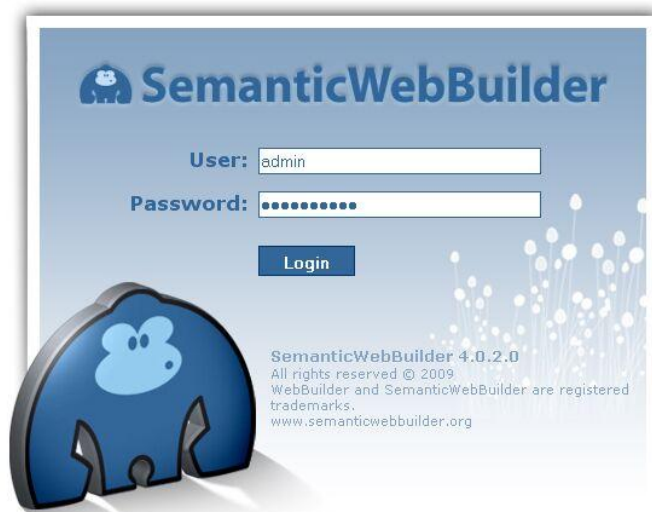 SemanticWebBuilder
User: admin
Password: ••••••••••
Login
SemanticWebBuilder 4.0.2.0
All rights reserved © 2009
WebBuilder and SemanticWebBuilder are registered
trademarks.
www.semanticwebbuilder.org